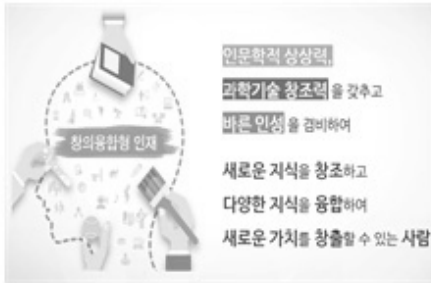 창의융합형 인재
인문학적 상상력,
과학기술 창조력을 갖추고
바른 인성을 겸비하여
새로운 지식을 창조하고
다양한 지식을 융합하여
새로운 가치를 창출할 수 있는 사람